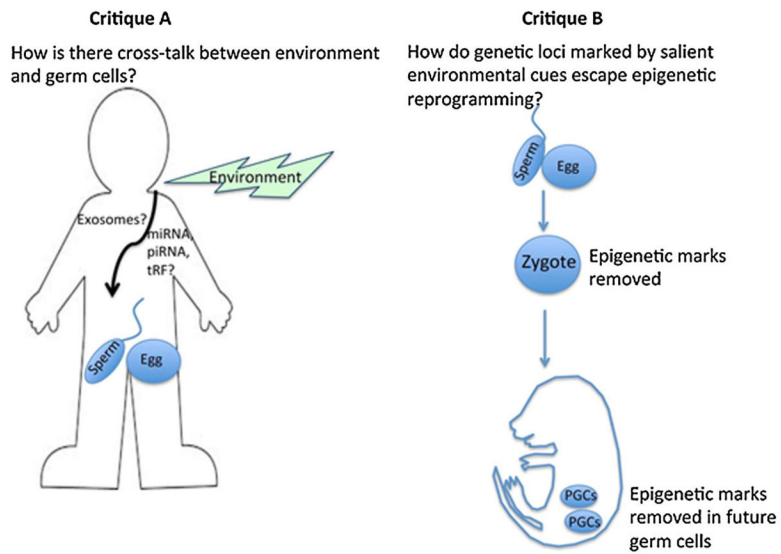 Critique A
How is there cross-talk between environment
and germ cells?
Environment
Exosomes?
miRNA,
piRNA,
tRF?
Sperm
Egg
Critique B
How do genetic loci marked by salient
environmental cues escape epigenetic
reprogramming?
Sperm
Egg
Zygote
Epigenetic marks
removed
PGCs
PGCs
Epigenetic marks
removed in future
germ cells